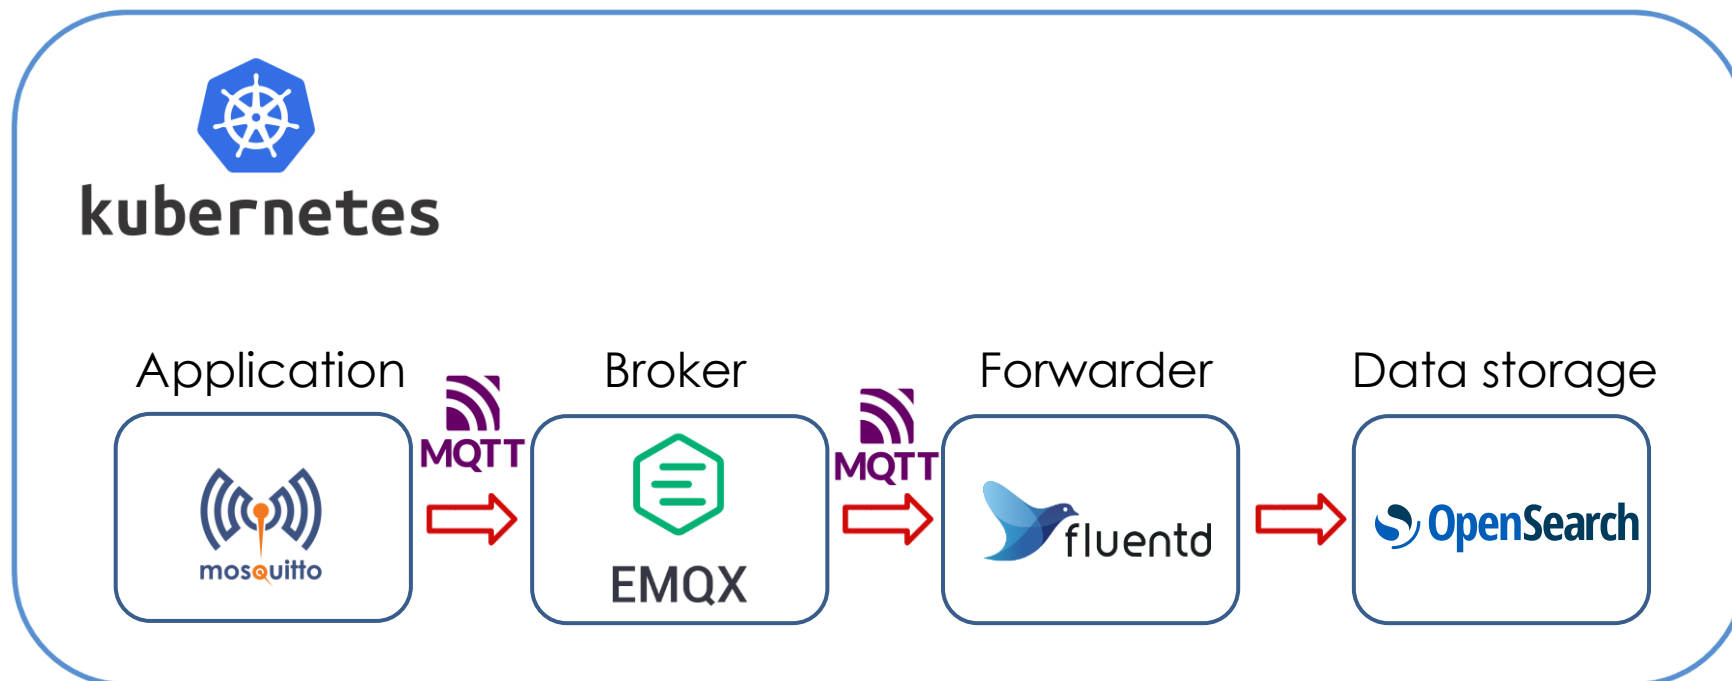 kubernetes
Application
Broker
Forwarder
Data storage
MQTT
MQTT
mosquitto
EMQX
fluentd
OpenSearch